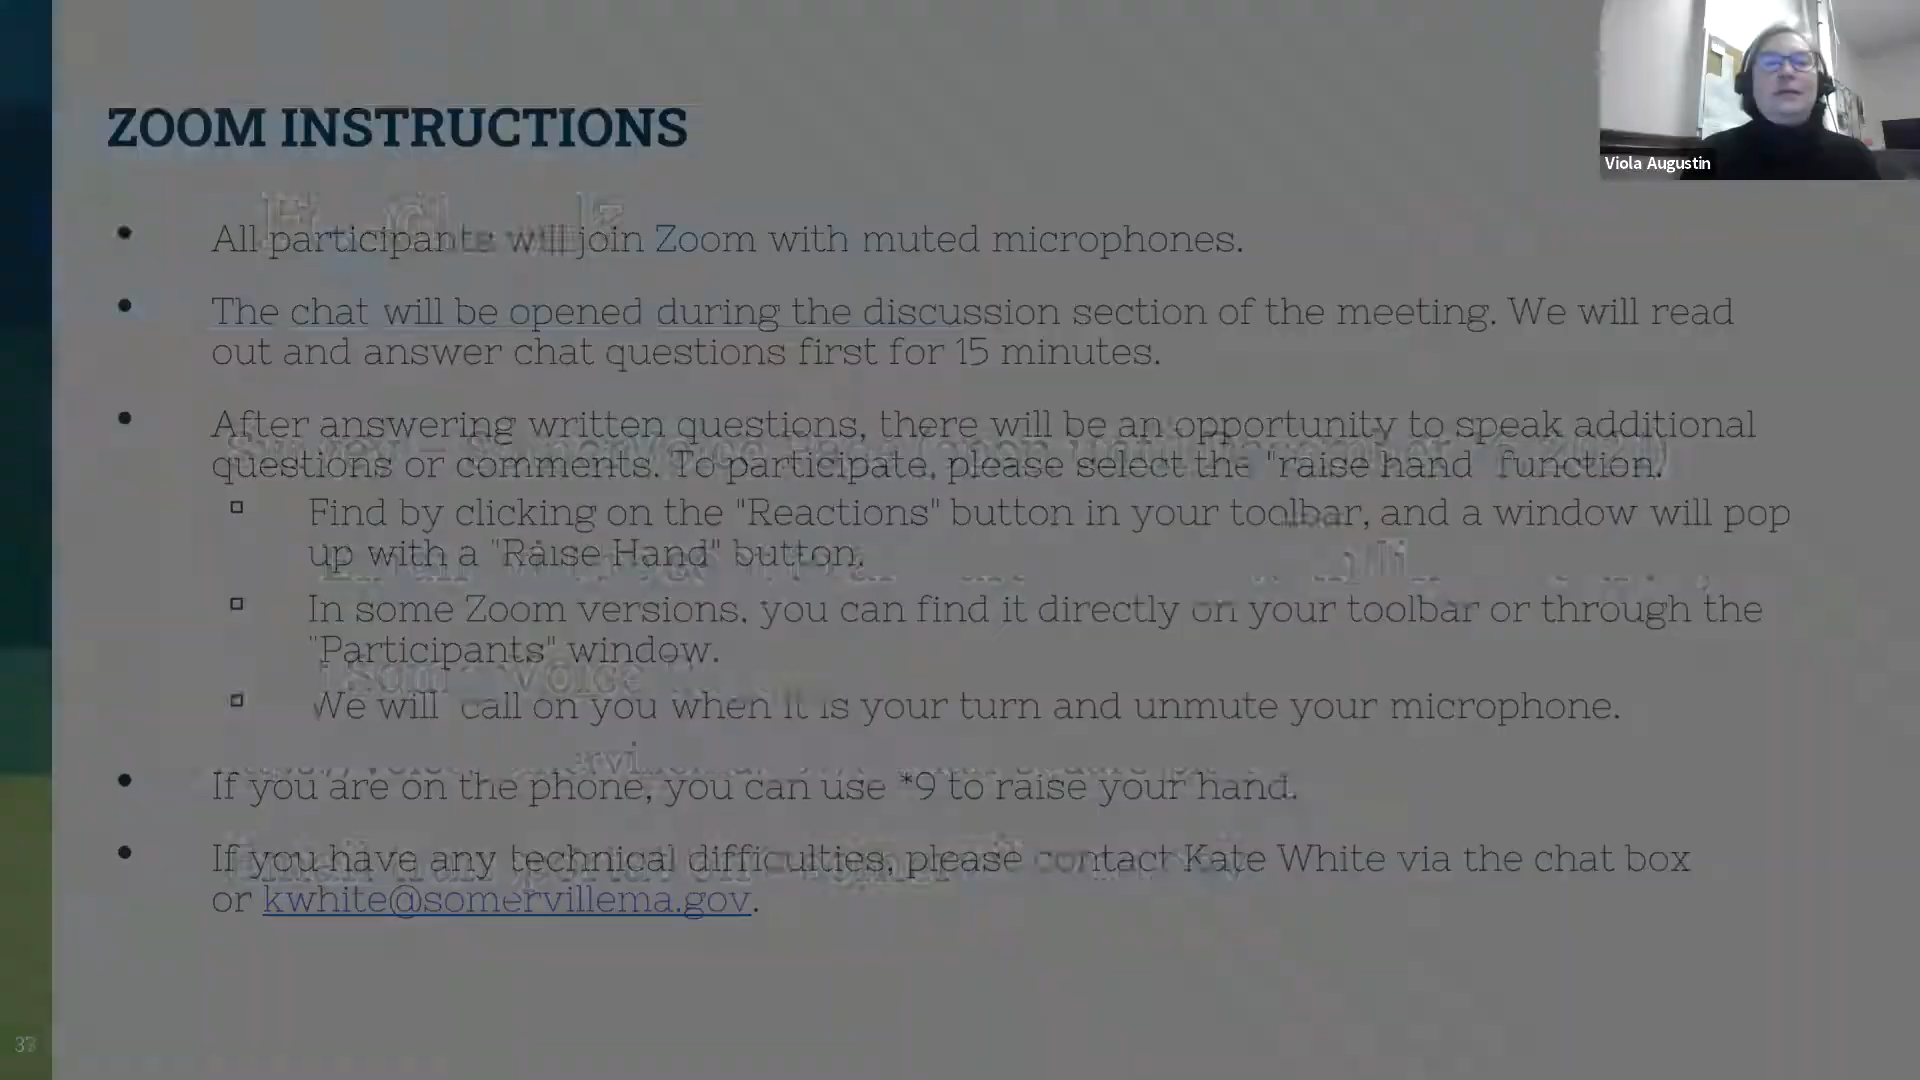 ZOOM INSTRUCTIONS
Viola Augustin
• All participants will join Zoom with muted microphones.
• The chat will be opened during the discussion section of the meeting. We will read
out and answer chat questions first for 15 minutes.
• After answering written questions, there will be an opportunity to speak additional
questions or comments. To participate, please select the "raise hand" function.
▫ Find by clicking on the "Reactions" button in your toolbar, and a window will pop
up with a "Raise Hand" button.
▫ In some Zoom versions, you can find it directly on your toolbar or through the
"Participants" window.
▫ We will call on you when it is your turn and unmute your microphone.
• If you are on the phone, you can use *9 to raise your hand.
• If you have any technical difficulties, please contact Kate White via the chat box
or kwhite@somervillema.gov.